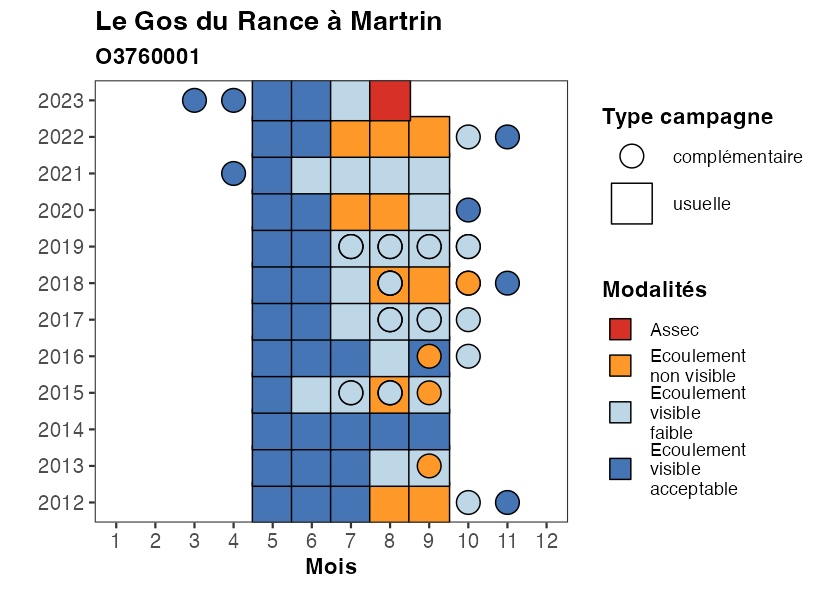 Le Gos du Rance à Martrin
O3760001
2023
2022
2021
2020
2019
2018
2017
2016
2015
2014
2013
2012
1 2 3 4 5 6 7 8 9 10 11 12
Mois
Type campagne
complémentaire
usuelle
Modalités
Assec
Ecoulement
non visible
Ecoulement
visible
faible
Ecoulement
visible
acceptable